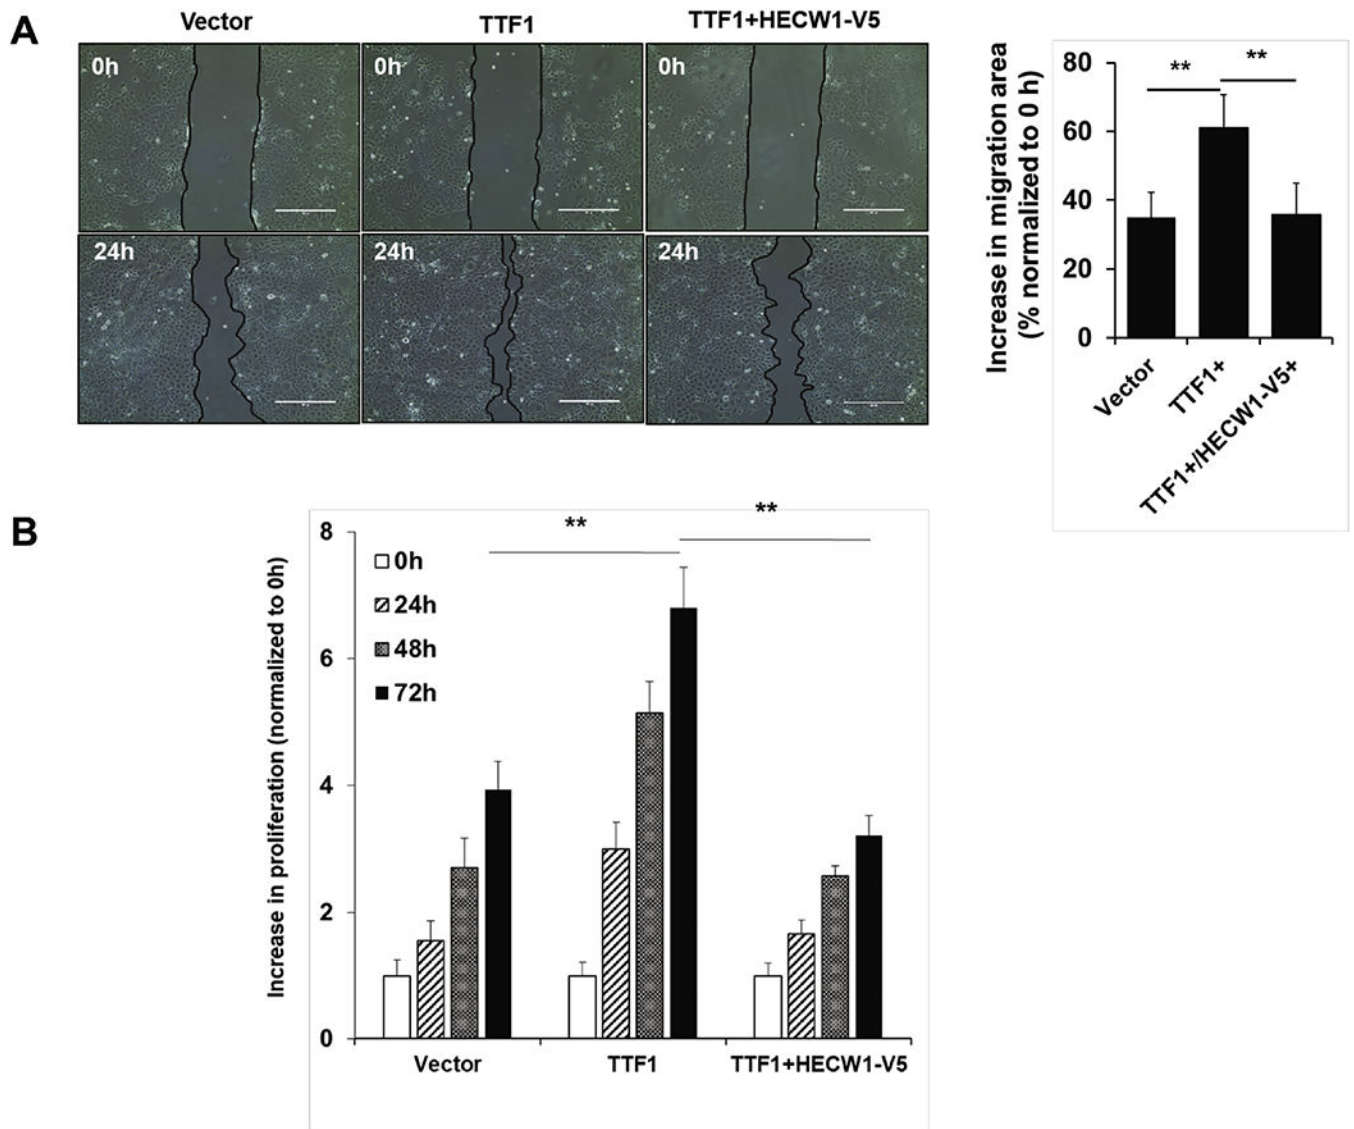 A
Vector
TTF1
TTF1+HECW1-V5
0h
0h
0h
24h
24h
24h
Increase in migration area
(% normalized to 0 h)
80
60
40
20
0
**
**
Vector
TTF1+
TTF1+/HECW1-V5+
B
Increase in proliferation (normalized to 0h)
8
6
4
2
0
0h
24h
48h
72h
**
**
Vector
TTF1
TTF1+HECW1-V5